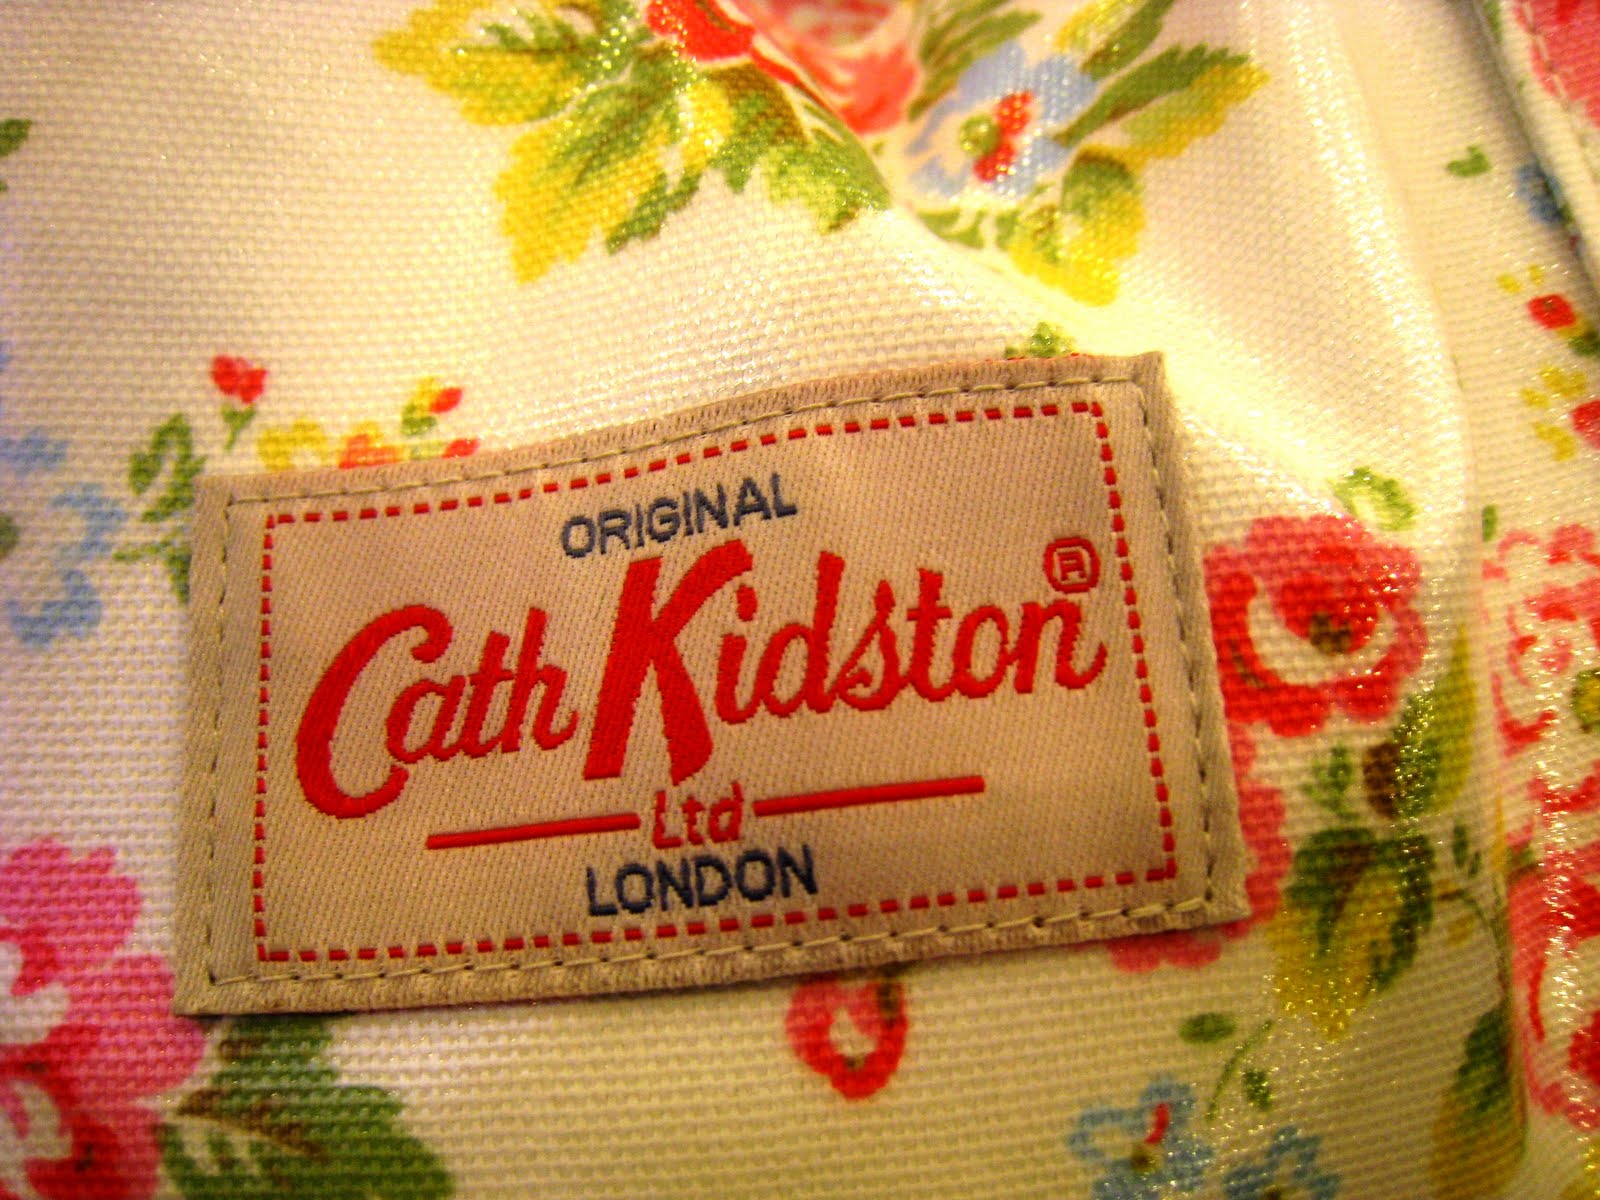 ORIGINAL
Cath Kidston®
Ltd
LONDON